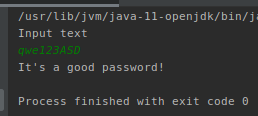 /usr/lib/jvm/java-11-openjdk/bin/ja
Input text
qwe123ASD
It's a good password!
Process finished with exit code 0